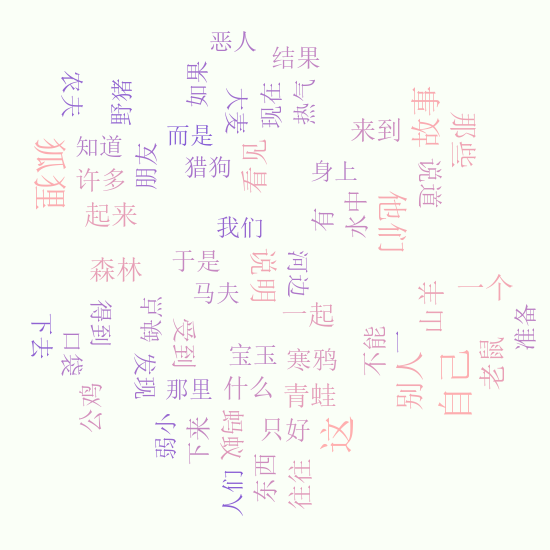 恶人
结果
农夫
野猪
如果
大麦
现在
热气
而是
来到
故事
那些
狐狸
知道
朋友
猎狗
看见
许多
身上
说道
起来
我们
有
水中
他们
森林
于是
说明
河边
马夫
一起
山羊
一个
下去
口袋
得到
缺点
受到
宝玉
寒鸦
不能
一
别人
自己
老鼠
准备
发现
那里
什么
青蛙
公鸡
弱小
下来
蚂蚁
只好
这
人们
东西
往往